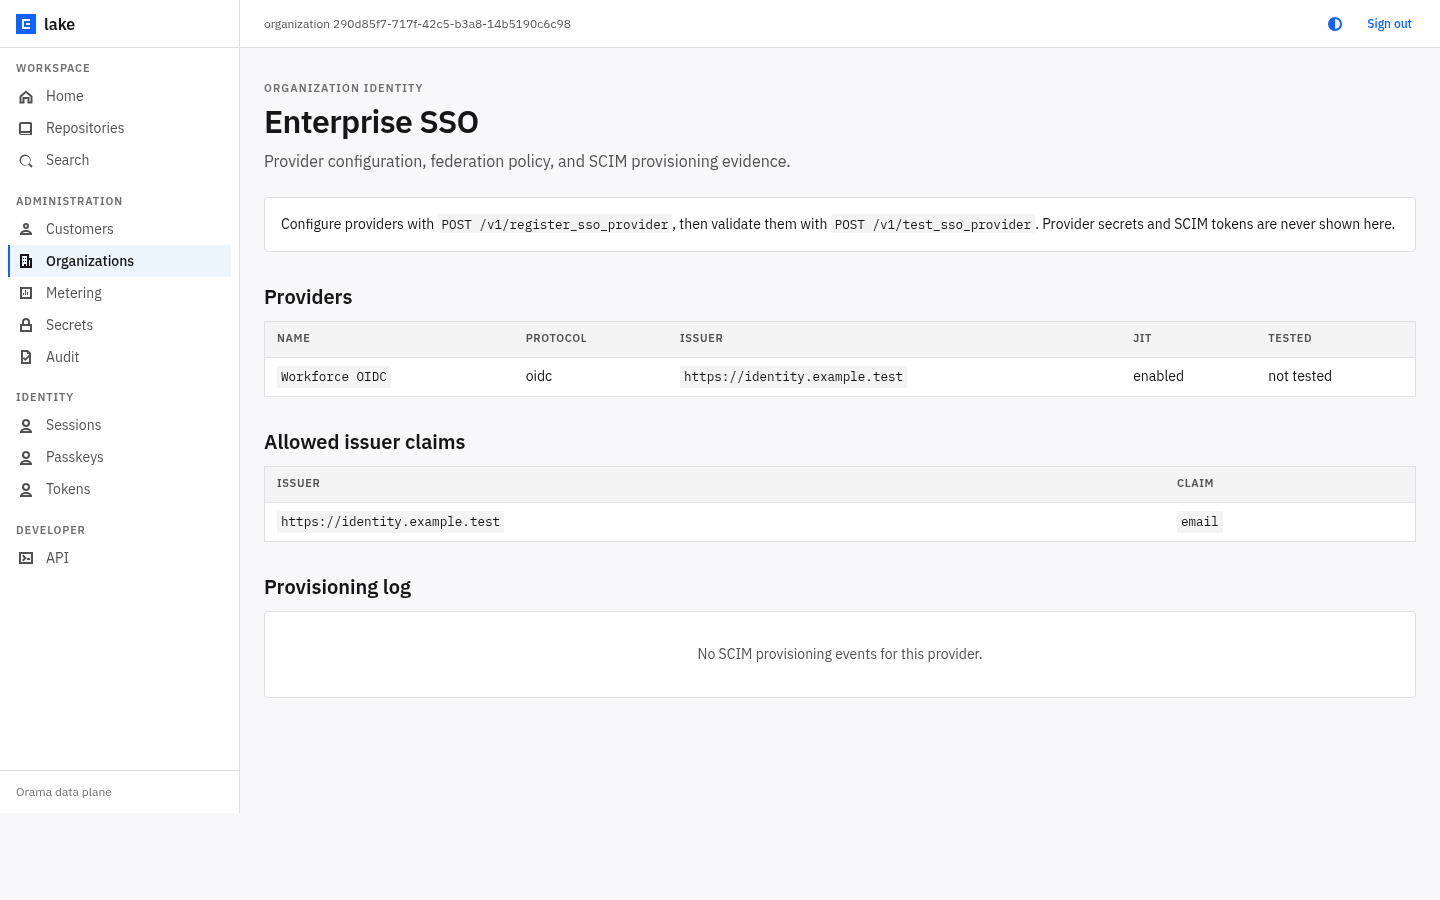 lake
organization 290d85f7-717f-42c5-b3a8-14b5190c6c98
Sign out
WORKSPACE
Home
Repositories
Search
ADMINISTRATION
Customers
Organizations
Metering
Secrets
Audit
IDENTITY
Sessions
Passkeys
Tokens
DEVELOPER
API
Orama data plane
ORGANIZATION IDENTITY
Enterprise SSO
Provider configuration, federation policy, and SCIM provisioning evidence.
Configure providers with POST /v1/register_sso_provider, then validate them with POST /v1/test_sso_provider. Provider secrets and SCIM tokens are never shown here.
Providers
NAME PROTOCOL ISSUER JIT TESTED
Workforce OIDC oidc https://identity.example.test enabled not tested
Allowed issuer claims
ISSUER CLAIM
https://identity.example.test email
Provisioning log
No SCIM provisioning events for this provider.